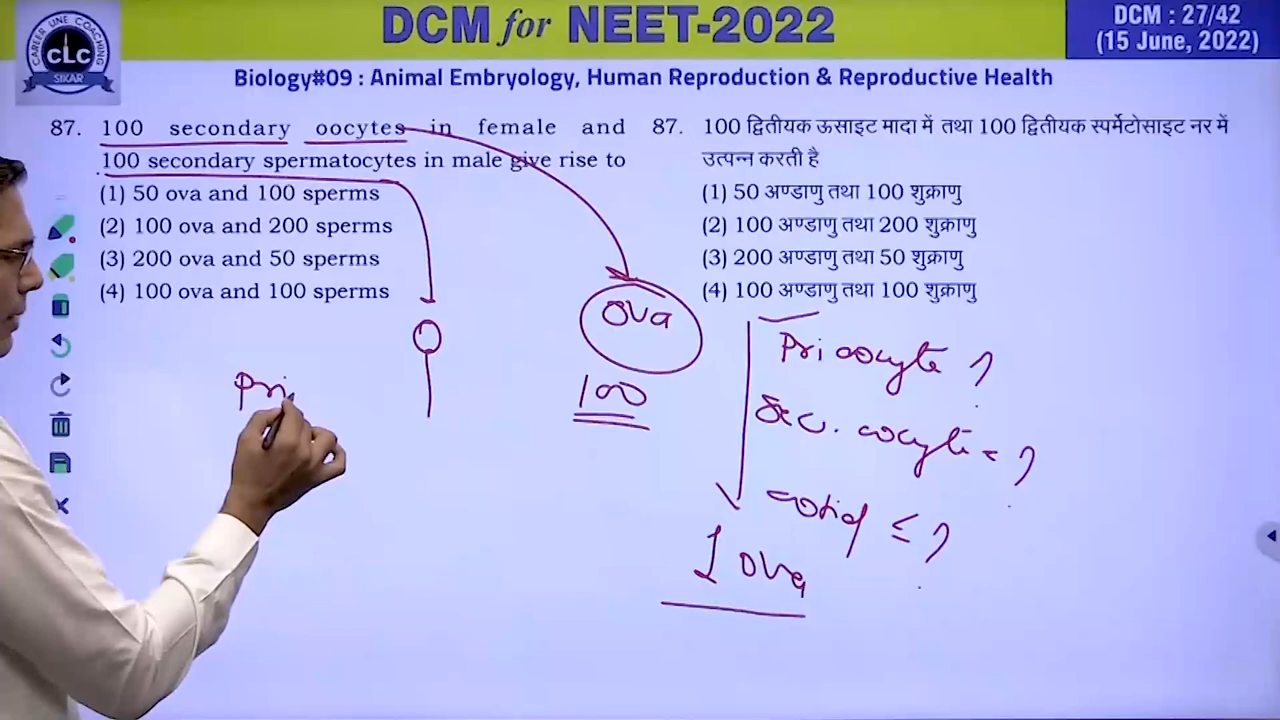 DCM for NEET-2022
DCM : 27/42
(15 June, 2022)
CAREER LINE COACHING
CLC
SIKAR
Biology#09 : Animal Embryology, Human Reproduction & Reproductive Health
87. 100 secondary oocytes in female and
100 secondary spermatocytes in male give rise to
(1) 50 ova and 100 sperms
(2) 100 ova and 200 sperms
(3) 200 ova and 50 sperms
(4) 100 ova and 100 sperms
87. 100 द्वितीयक ऊसाइट मादा में तथा 100 द्वितीयक स्पर्मेटोसाइट नर में
उत्पन्न करती है
(1) 50 अण्डाणु तथा 100 शुक्राणु
(2) 100 अण्डाणु तथा 200 शुक्राणु
(3) 200 अण्डाणु तथा 50 शुक्राणु
(4) 100 अण्डाणु तथा 100 शुक्राणु
ova
100
Pri oocyte ?
Sec. oocyte = ?
ootid = ?
1 ova
Pri